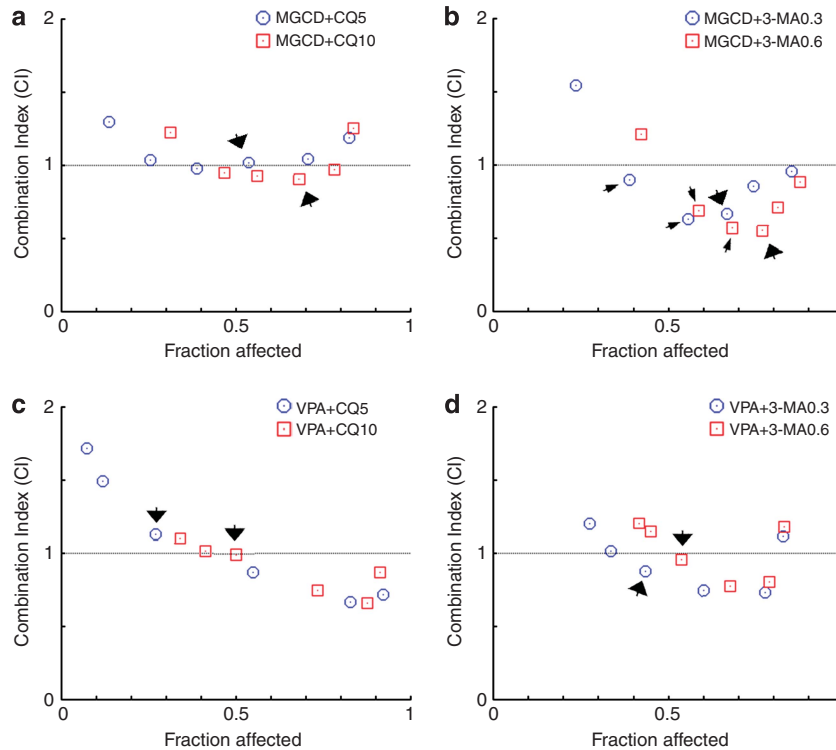 a
MGCD+CQ5
MGCD+CQ10
Combination Index (CI)
2
1
0
0
0.5
1
Fraction affected
b
MGCD+3-MA0.3
MGCD+3-MA0.6
Combination Index (CI)
2
1
0
0
0.5
Fraction affected
c
VPA+CQ5
VPA+CQ10
Combination Index (CI)
2
1
0
0
0.5
1
Fraction affected
d
VPA+3-MA0.3
VPA+3-MA0.6
Combination Index (CI)
2
1
0
0
0.5
Fraction affected